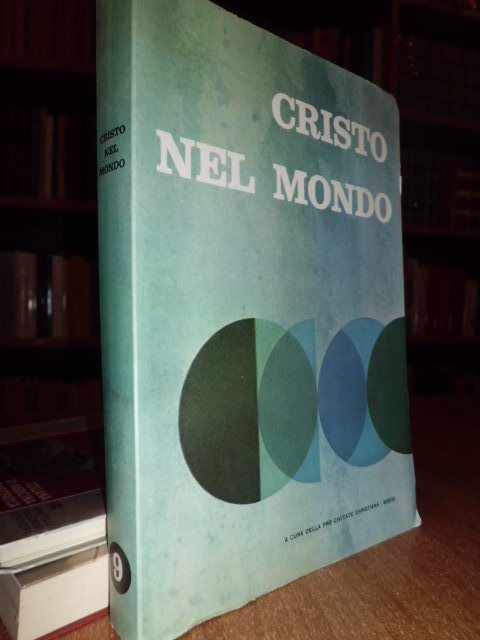 CRISTO
NEL MONDO
A CURA DELLA PRO CIVITATE CHRISTIANA - ASSISI
CRISTO
NEL
MONDO
9